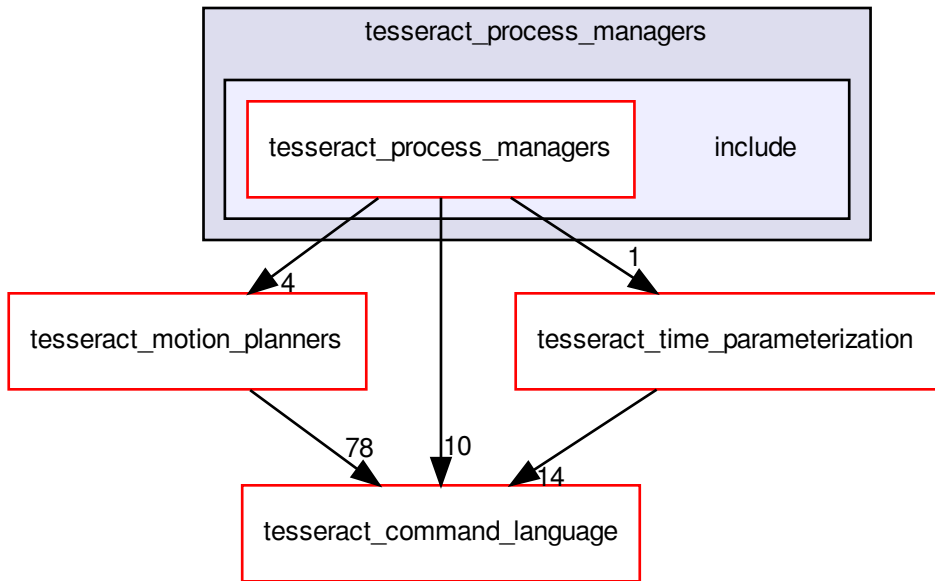 tesseract_process_managers
tesseract_process_managers
include
1
4
tesseract_motion_planners
tesseract_time_parameterization
78
10
14
tesseract_command_language